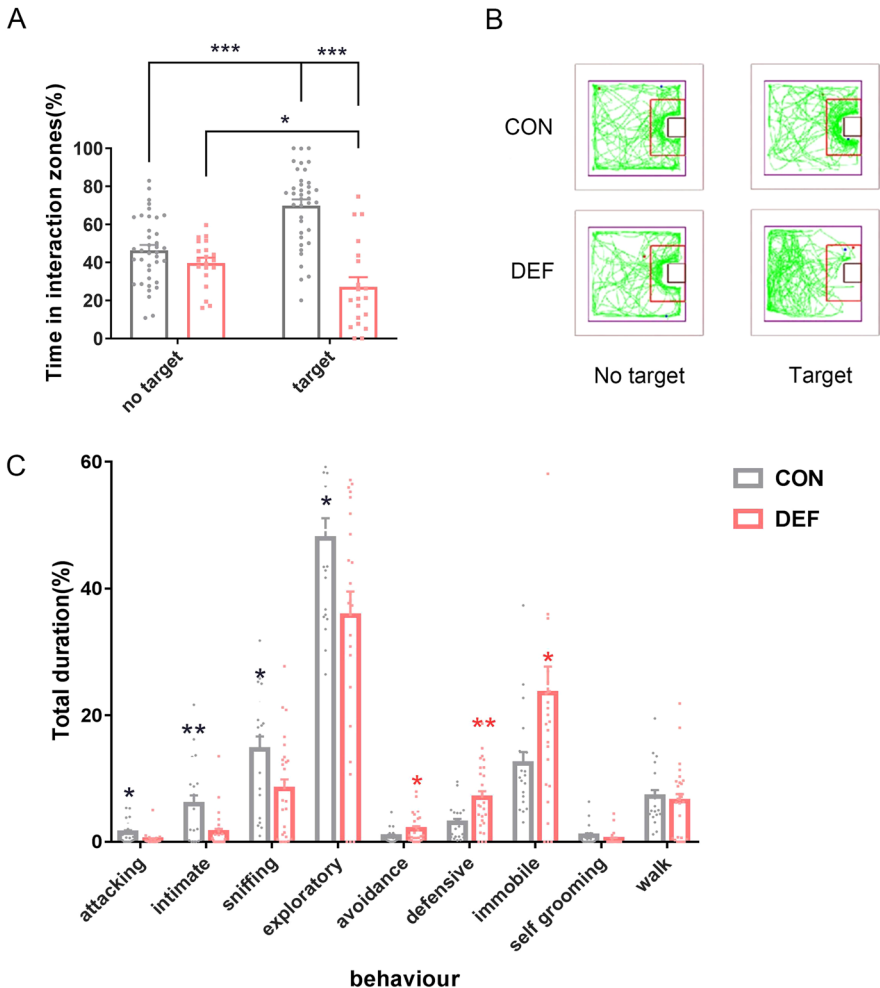 A
B
***
***
*
Time in interaction zones(%)
100
80
60
40
20
0
no target
target
CON
DEF
No target
Target
C
Total duration(%)
60
40
20
0
*
**
*
*
*
**
*
attacking
intimate
sniffing
exploratory
avoidance
defensive
immobile
self grooming
walk
behaviour
CON
DEF